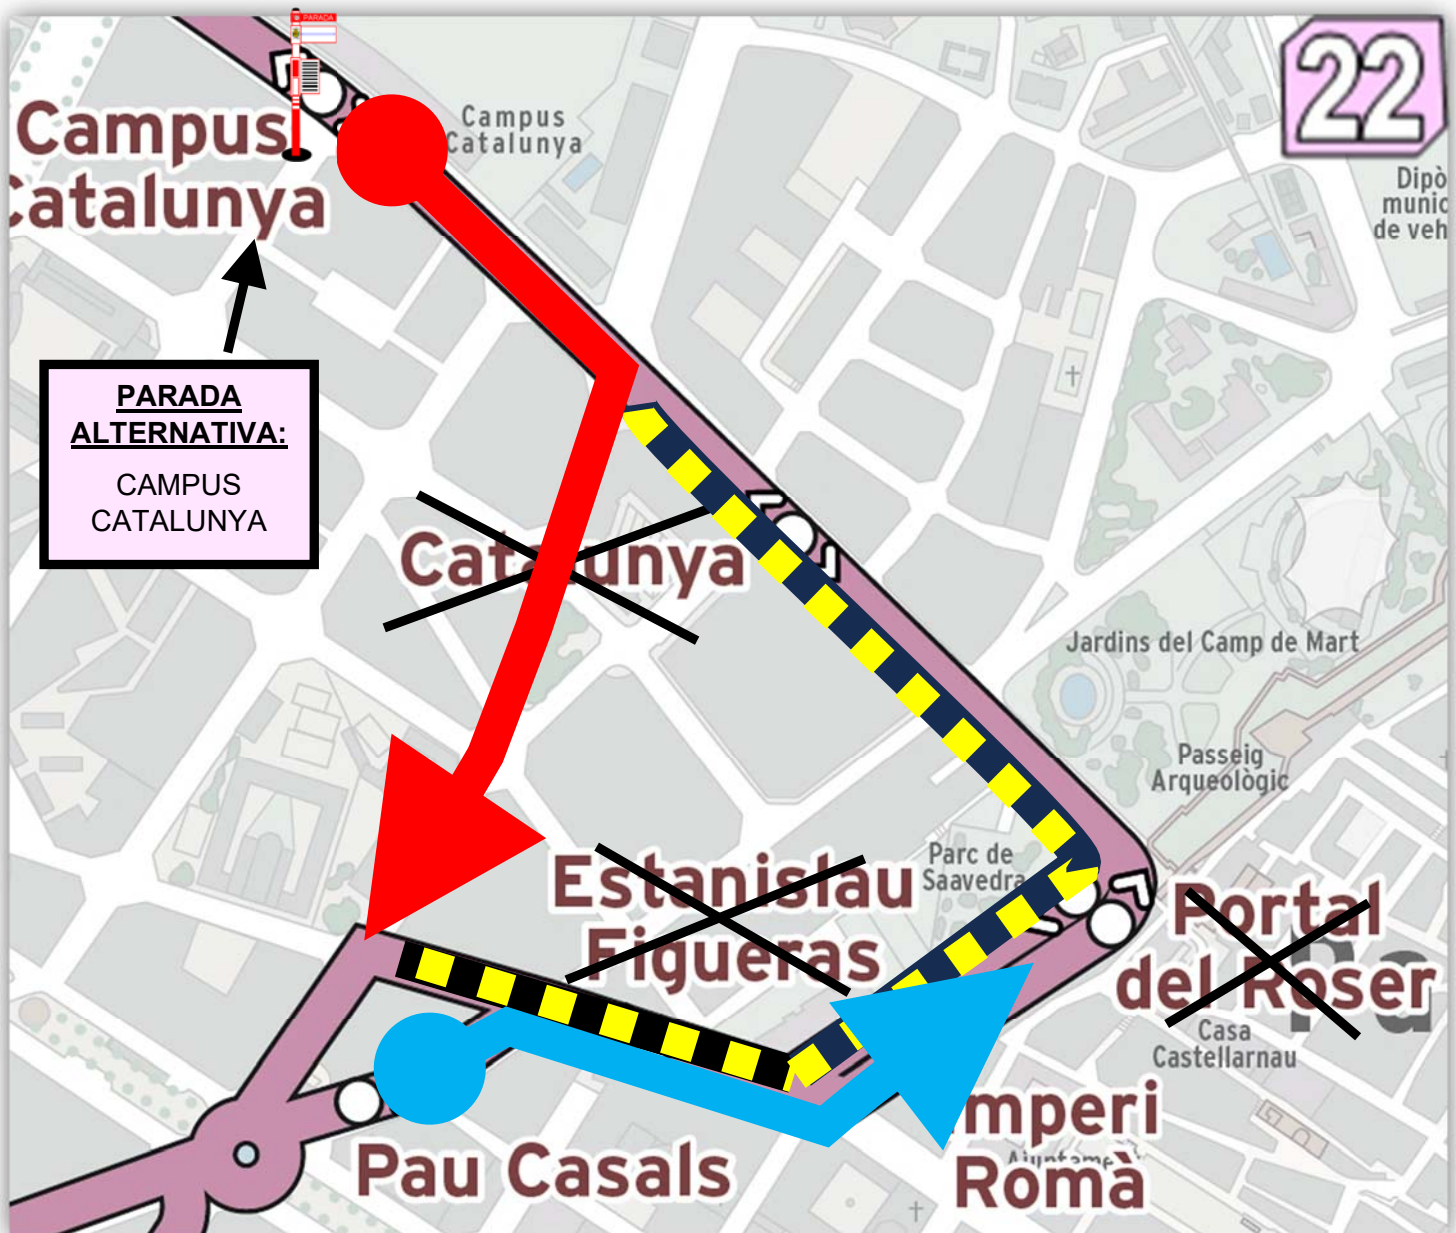 PARADA
22
Campus
Catalunya
Campus
Catalunya
Dipò
munic
de veh
PARADA
ALTERNATIVA:
CAMPUS
CATALUNYA
Catalunya
Jardins del Camp de Mart
Passeig
Arqueològic
Estanislau
Figueras
Parc de
Saavedra
Portal
del Roser
Casa
Castellarnau
Pau Casals
mperi
Romà